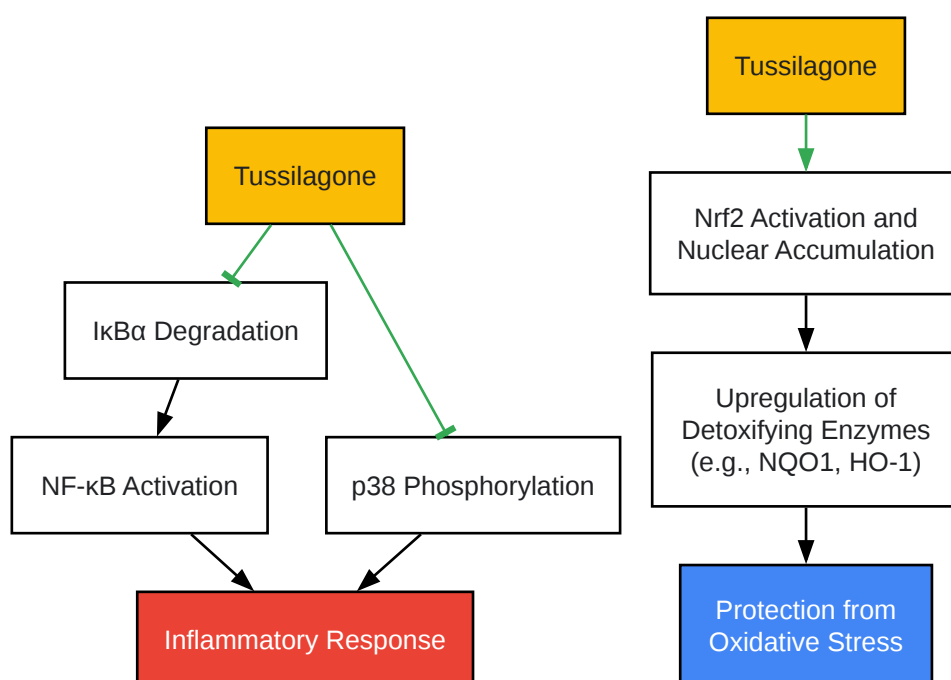 Tussilagone
IκBα Degradation
NF-κB Activation
p38 Phosphorylation
Inflammatory Response
Tussilagone
Nrf2 Activation and
Nuclear Accumulation
Upregulation of
Detoxifying Enzymes
(e.g., NQO1, HO-1)
Protection from
Oxidative Stress